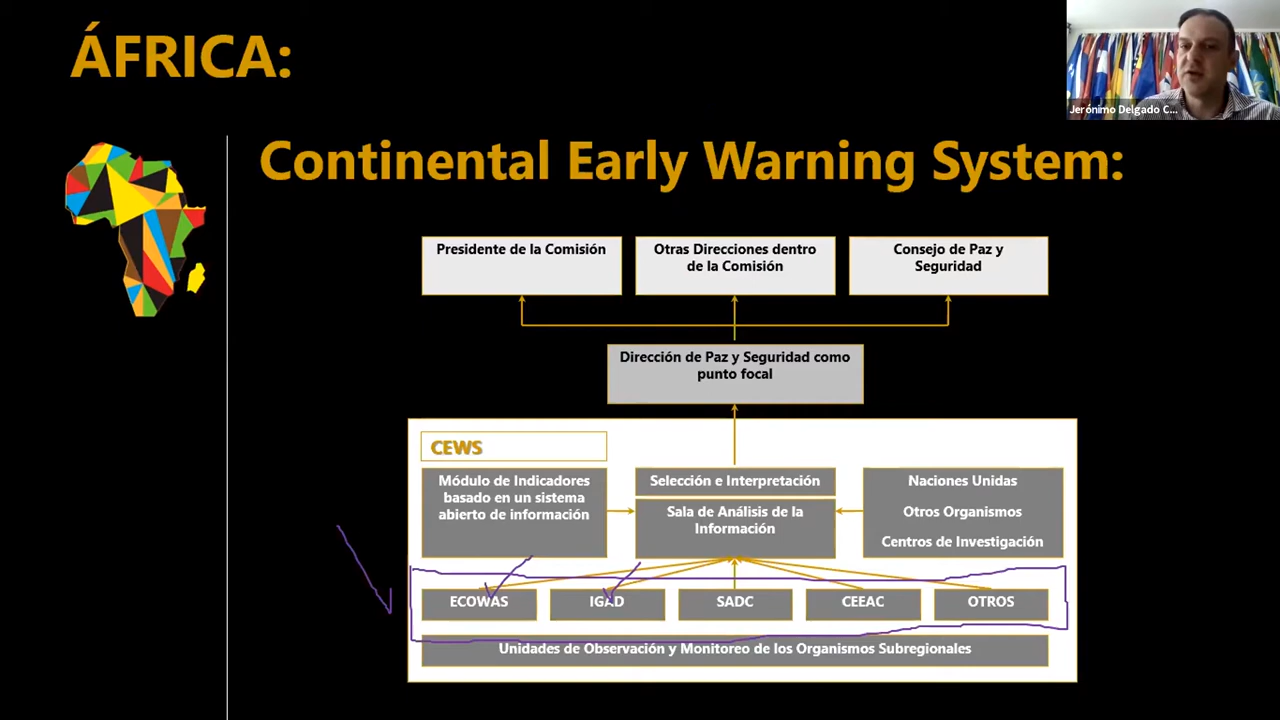 ÁFRICA:
Jerónimo Delgado C...
Continental Early Warning System:
Presidente de la Comisión
Otras Direcciones dentro
de la Comisión
Consejo de Paz y
Seguridad
Dirección de Paz y Seguridad como
punto focal
CEWS
Módulo de Indicadores
basado en un sistema
abierto de información
Selección e Interpretación
Sala de Análisis de la
Información
Naciones Unidas
Otros Organismos
Centros de Investigación
ECOWAS
IGAD
SADC
CEEAC
OTROS
Unidades de Observación y Monitoreo de los Organismos Subregionales